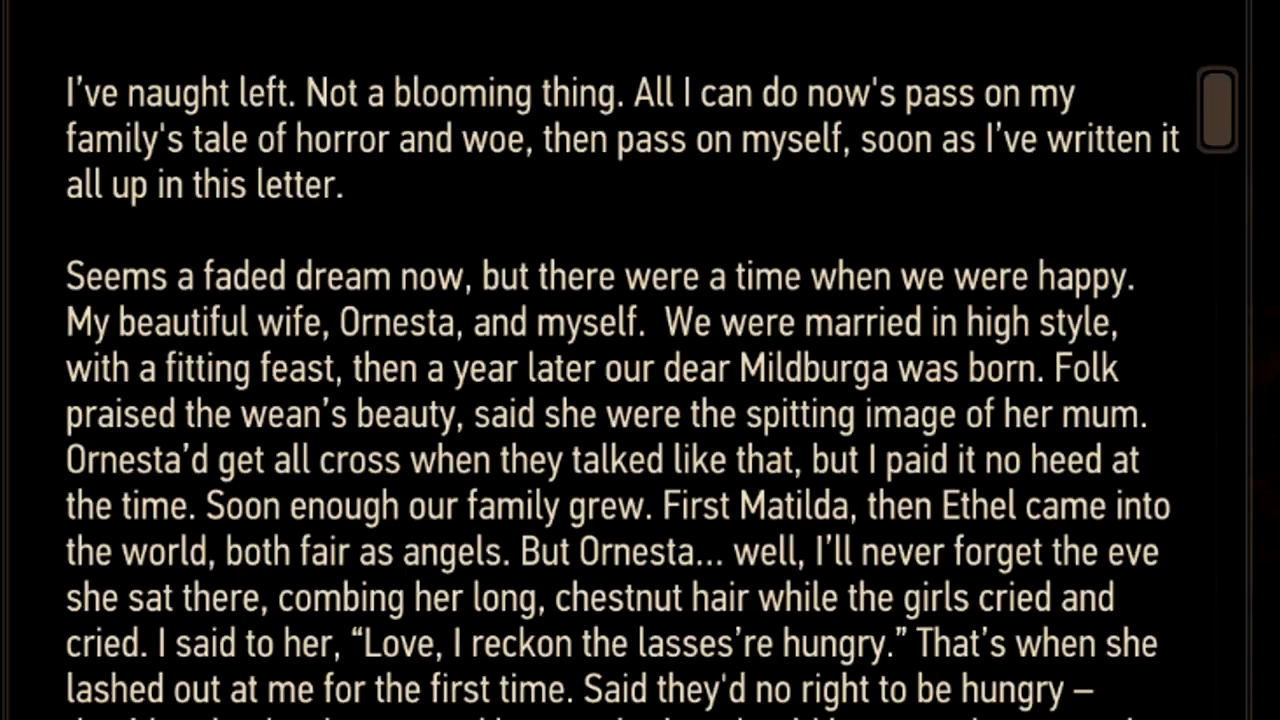 I've naught left. Not a blooming thing. All I can do now's pass on my
family's tale of horror and woe, then pass on myself, soon as I've written it
all up in this letter.
Seems a faded dream now, but there were a time when we were happy.
My beautiful wife, Ornesta, and myself.  We were married in high style,
with a fitting feast, then a year later our dear Mildburga was born. Folk
praised the wean’s beauty, said she were the spitting image of her mum.
Ornesta’d get all cross when they talked like that, but I paid it no heed at
the time. Soon enough our family grew. First Matilda, then Ethel came into
the world, both fair as angels. But Ornesta... well, I’ll never forget the eve
she sat there, combing her long, chestnut hair while the girls cried and
cried. I said to her, “Love, I reckon the lasses’re hungry.” That’s when she
lashed out at me for the first time. Said they'd no right to be hungry –